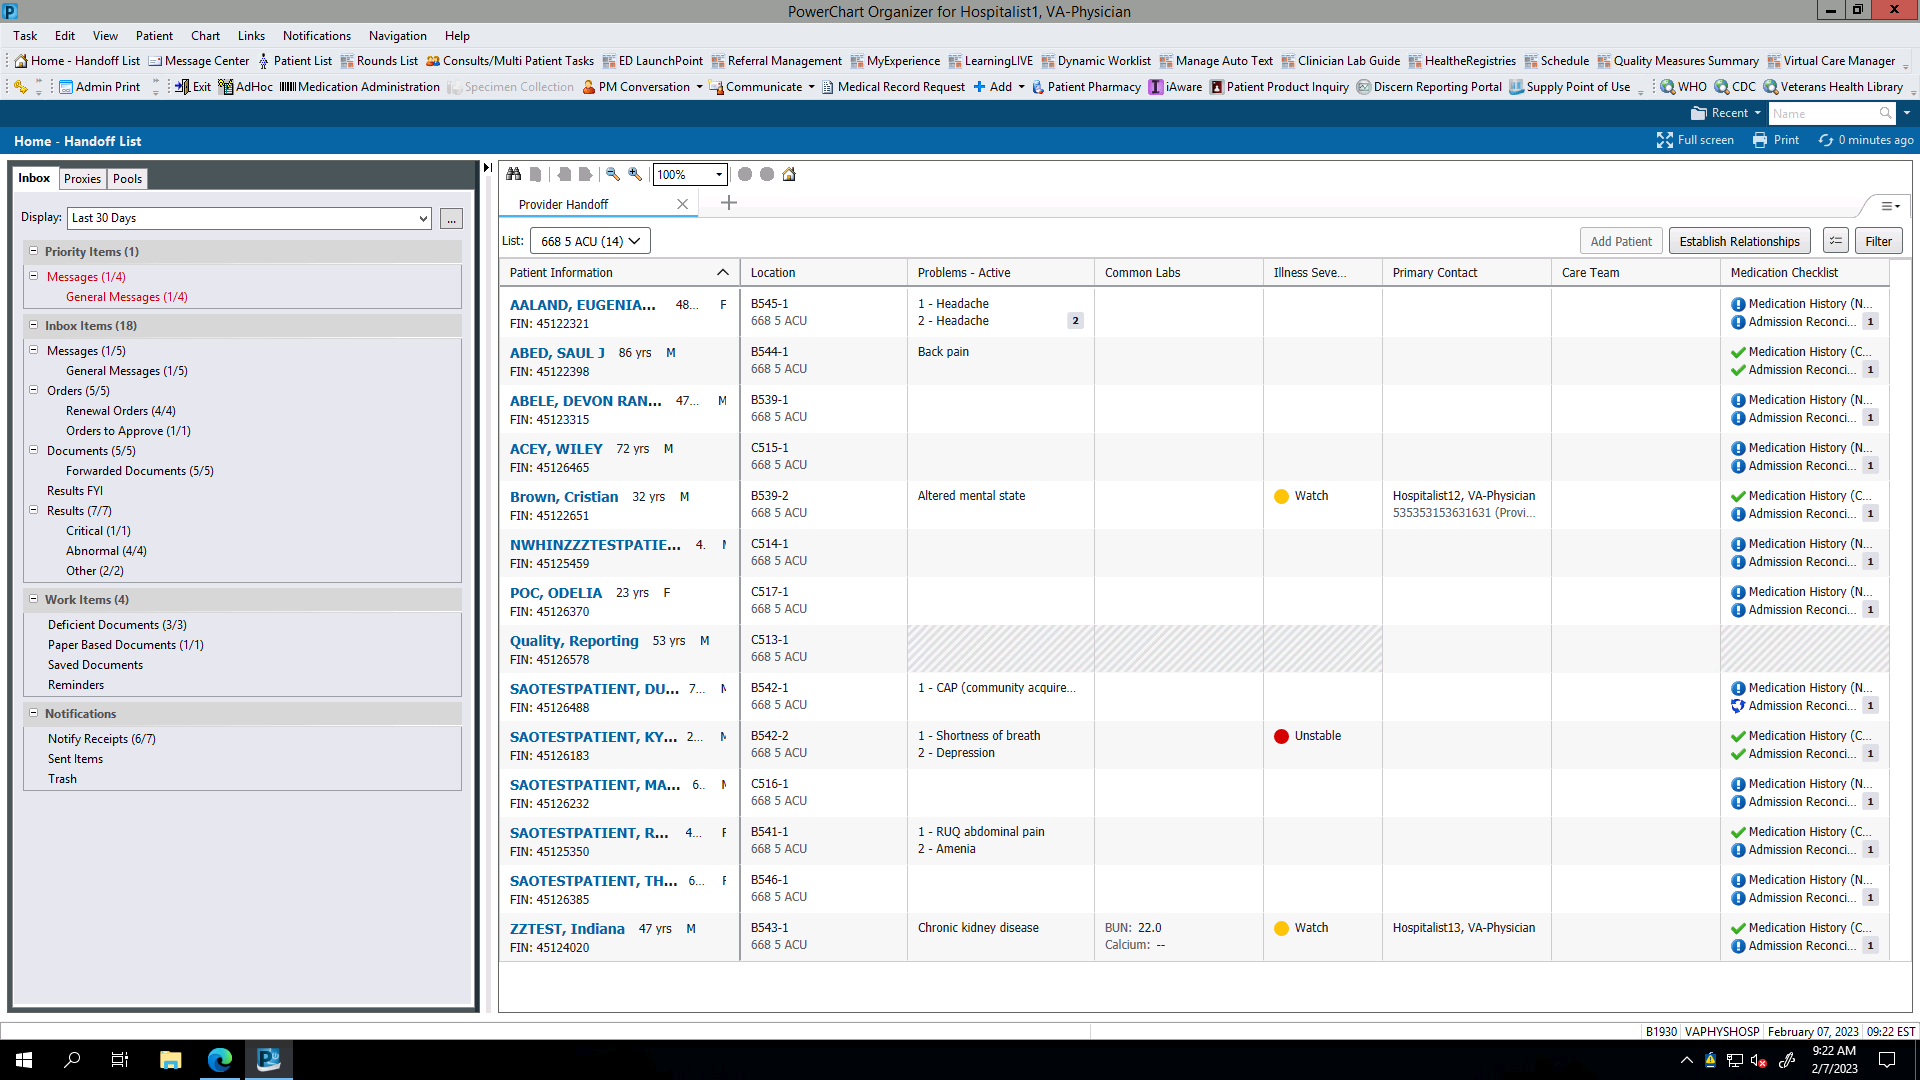 PowerChart Organizer for Hospitalist1, VA-Physician
Task Edit View Patient Chart Links Notifications Navigation Help
Home - Handoff List Message Center Patient List Rounds List Consults/Multi Patient Tasks ED LaunchPoint Referral Management MyExperience LearningLIVE Dynamic Worklist Manage Auto Text Clinician Lab Guide HealtheRegistries Schedule Quality Measures Summary Virtual Care Manager
Admin Print Exit AdHoc Medication Administration Specimen Collection PM Conversation Communicate Medical Record Request Add Patient Pharmacy iAware Patient Product Inquiry Discern Reporting Portal Supply Point of Use WHO CDC Veterans Health Library
Recent Name
Home - Handoff List Full screen Print 0 minutes ago
Inbox Proxies Pools
Display: Last 30 Days ...
Priority Items (1)
Messages (1/4)
General Messages (1/4)
Inbox Items (18)
Messages (1/5)
General Messages (1/5)
Orders (5/5)
Renewal Orders (4/4)
Orders to Approve (1/1)
Documents (5/5)
Forwarded Documents (5/5)
Results FYI
Results (7/7)
Critical (1/1)
Abnormal (4/4)
Other (2/2)
Work Items (4)
Deficient Documents (3/3)
Paper Based Documents (1/1)
Saved Documents
Reminders
Notifications
Notify Receipts (6/7)
Sent Items
Trash
100%
Provider Handoff
List: 668 5 ACU (14) Add Patient Establish Relationships Filter
Patient Information Location Problems - Active Common Labs Illness Seve... Primary Contact Care Team Medication Checklist
AALAND, EUGENIA... 48... F B545-1 1 - Headache Medication History (N...
FIN: 45122321 668 5 ACU 2 - Headache 2 Admission Reconci... 1
ABED, SAUL J 86 yrs M B544-1 Back pain Medication History (C...
FIN: 45122398 668 5 ACU Admission Reconci... 1
ABELE, DEVON RAN... 47... M B539-1 Medication History (N...
FIN: 45123315 668 5 ACU Admission Reconci... 1
ACEY, WILEY 72 yrs M C515-1 Medication History (N...
FIN: 45126465 668 5 ACU Admission Reconci... 1
Brown, Cristian 32 yrs M B539-2 Altered mental state Watch Hospitalist12, VA-Physician Medication History (C...
FIN: 45122651 668 5 ACU 535353153631631 (Provi... Admission Reconci... 1
NWHINZZZTESTPATIE... 4. C514-1 Medication History (N...
FIN: 45125459 668 5 ACU Admission Reconci... 1
POC, ODELIA 23 yrs F C517-1 Medication History (N...
FIN: 45126370 668 5 ACU Admission Reconci... 1
Quality, Reporting 53 yrs M C513-1
FIN: 45126578 668 5 ACU
SAOTESTPATIENT, DU... 7... B542-1 1 - CAP (community acquire... Medication History (N...
FIN: 45126488 668 5 ACU Admission Reconci... 1
SAOTESTPATIENT, KY... 2... B542-2 1 - Shortness of breath Unstable Medication History (C...
FIN: 45126183 668 5 ACU 2 - Depression Admission Reconci... 1
SAOTESTPATIENT, MA... 6.. C516-1 Medication History (N...
FIN: 45126232 668 5 ACU Admission Reconci... 1
SAOTESTPATIENT, R... 4... F B541-1 1 - RUQ abdominal pain Medication History (C...
FIN: 45125350 668 5 ACU 2 - Amenia Admission Reconci... 1
SAOTESTPATIENT, TH... 6... F B546-1 Medication History (N...
FIN: 45126385 668 5 ACU Admission Reconci... 1
ZZTEST, Indiana 47 yrs M B543-1 Chronic kidney disease BUN: 22.0 Watch Hospitalist13, VA-Physician Medication History (C...
FIN: 45124020 668 5 ACU Calcium: -- Admission Reconci... 1
B1930 VAPHYSHOSP February 07, 2023 09:22 EST
9:22 AM
2/7/2023